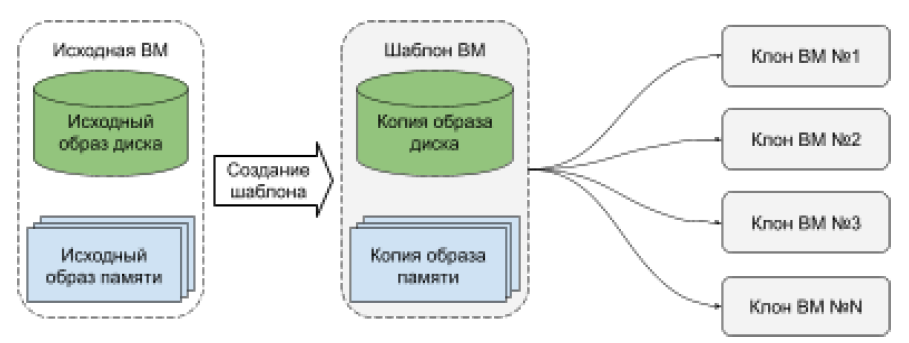 Исходная ВМ
Исходный
образ диска
Исходный
образ памяти
Создание
шаблона
Шаблон ВМ
Копия образа
диска
Копия образа
памяти
Клон ВМ №1
Клон ВМ №2
Клон ВМ №3
Клон ВМ №N